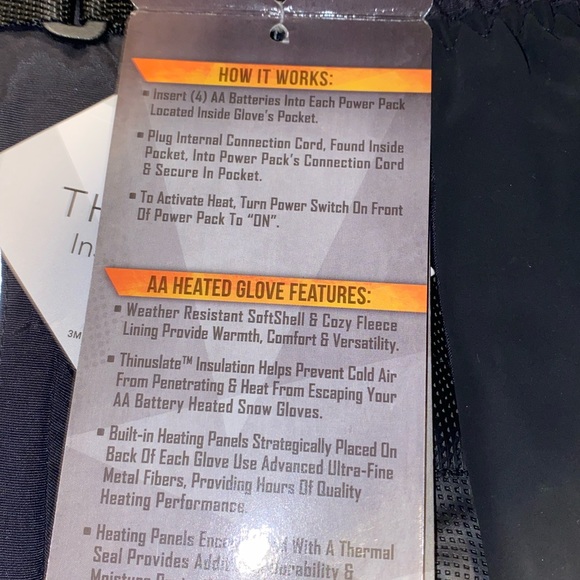 HOW IT WORKS:
▪ Insert (4) AA Batteries Into Each Power Pack
Located Inside Glove's Pocket.
▪ Plug Internal Connection Cord, Found Inside
Pocket, Into Power Pack's Connection Cord
& Secure In Pocket.
▪ To Activate Heat, Turn Power Switch On Front
Of Power Pack To "ON".
AA HEATED GLOVE FEATURES:
▪ Weather Resistant SoftShell & Cozy Fleece
Lining Provide Warmth, Comfort & Versatility.
▪ Thinuslate™ Insulation Helps Prevent Cold Air
From Penetrating & Heat From Escaping Your
AA Battery Heated Snow Gloves.
▪ Built-in Heating Panels Strategically Placed On
Back Of Each Glove Use Advanced Ultra-Fine
Metal Fibers, Providing Hours Of Quality
Heating Performance.
▪ Heating Panels With A Thermal
Seal Provides &
TH
In
3M